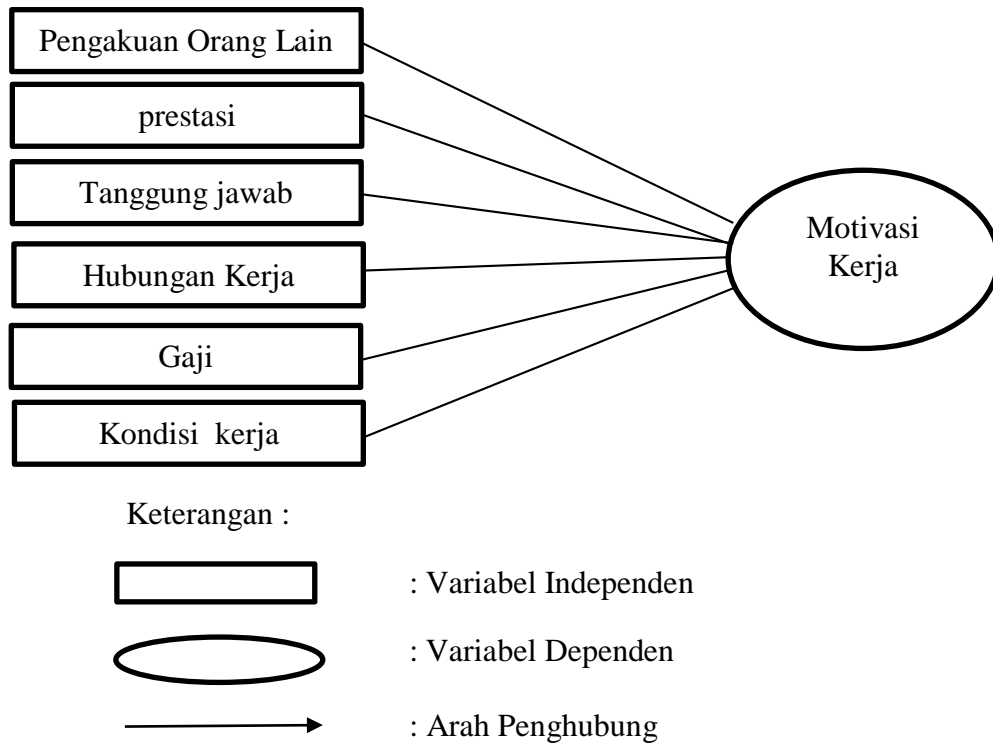 Pengakuan Orang Lain
prestasi
Tanggung jawab
Hubungan Kerja
Gaji
Kondisi kerja
Motivasi
Kerja
Keterangan :
: Variabel Independen
: Variabel Dependen
: Arah Penghubung